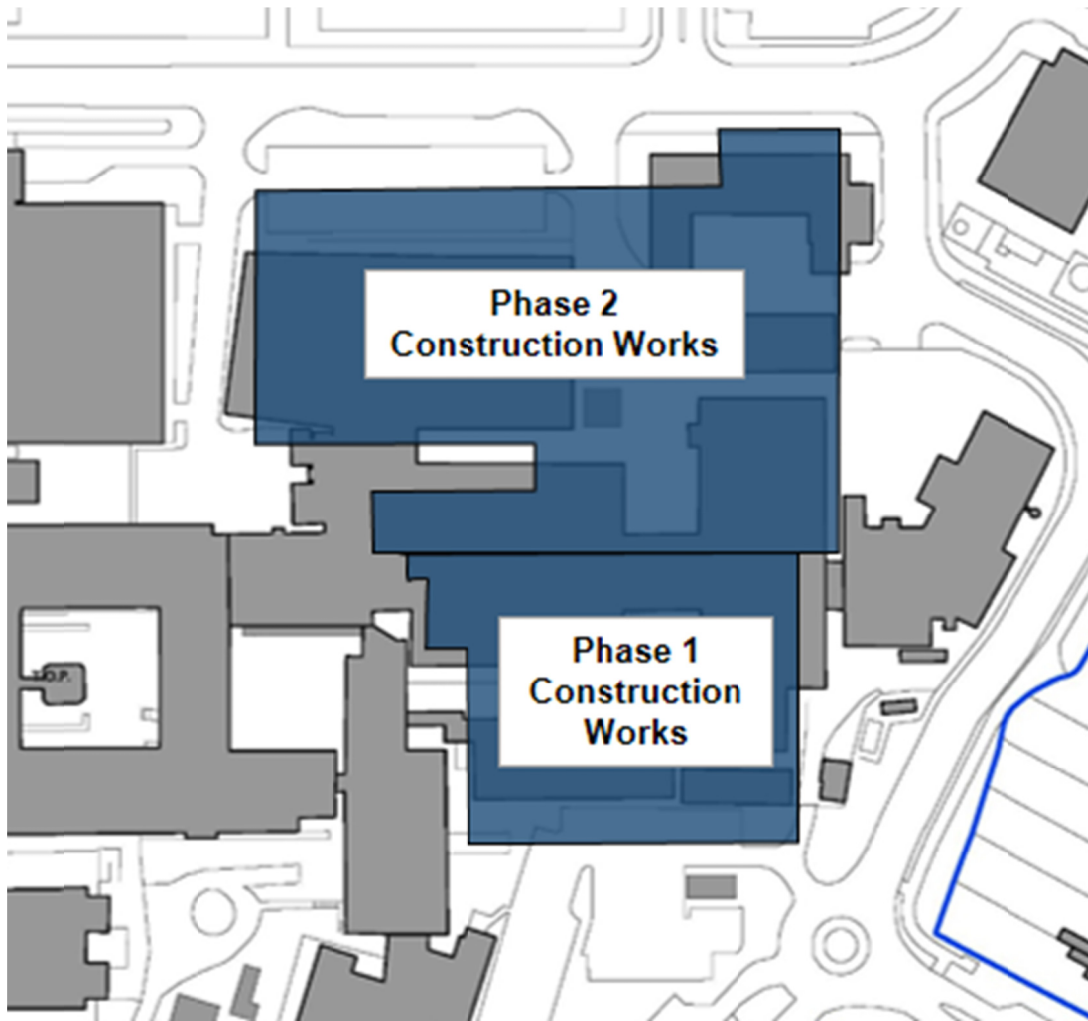 Phase 2
Construction Works
Phase 1
Construction
Works
T.O.P.